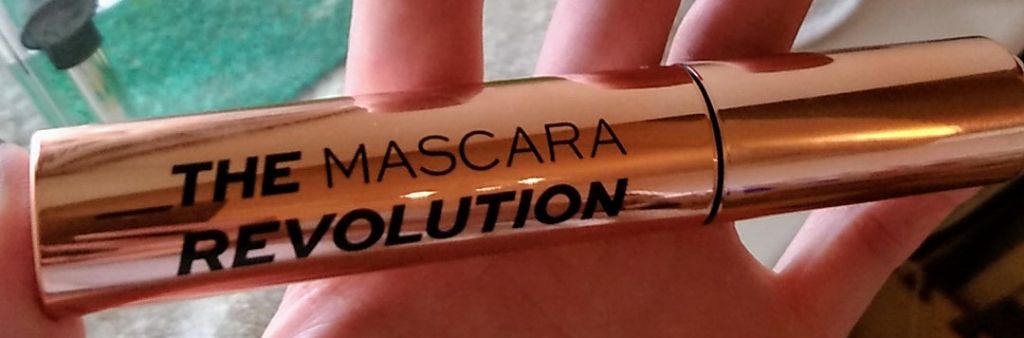 THE MASCARA
REVOLUTION